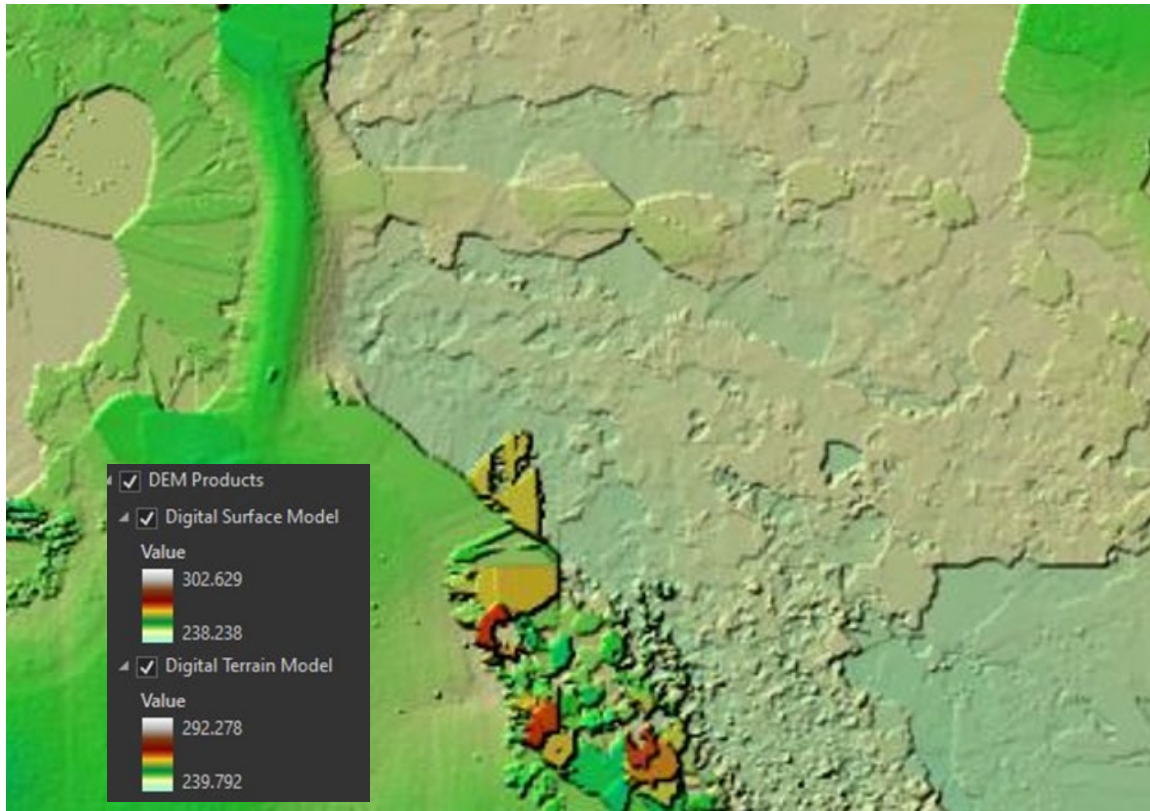 DEM Products
Digital Surface Model
Value
302.629
238.238
Digital Terrain Model
Value
292.278
239.792